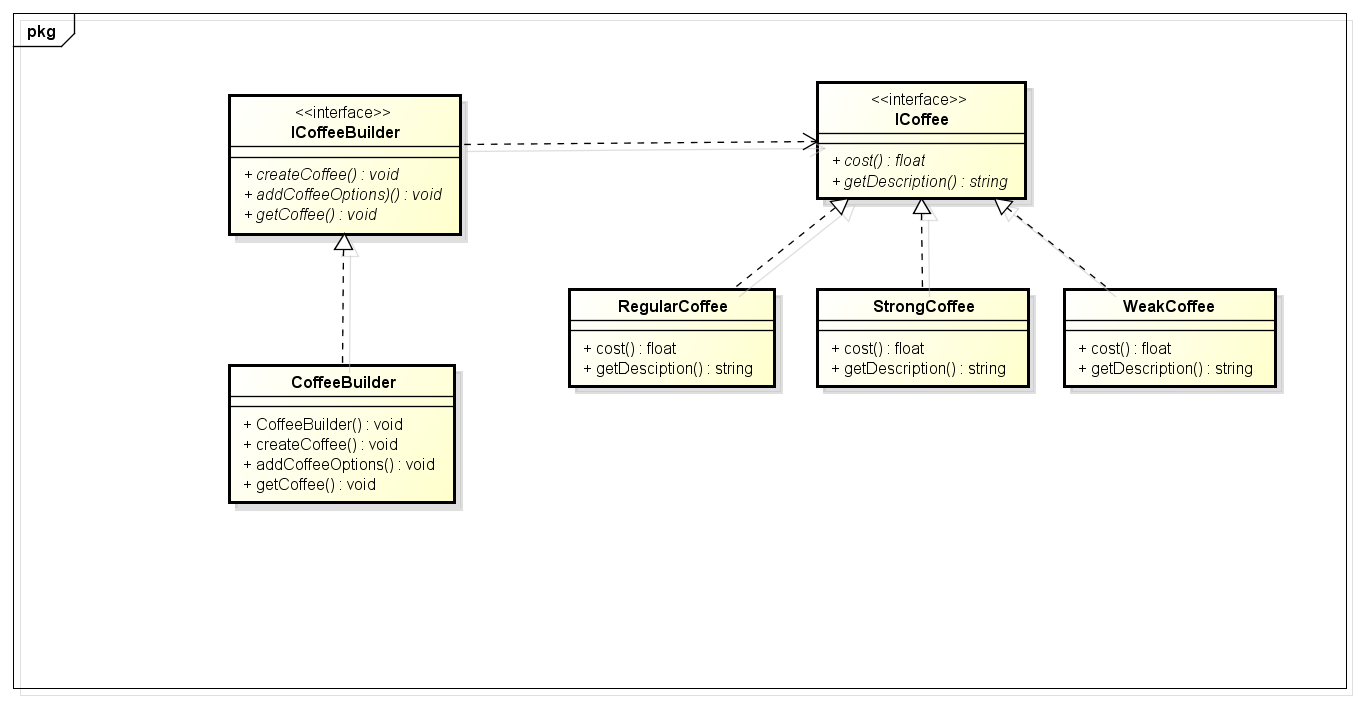 pkg
<<interface>>
ICoffeeBuilder
+ createCoffee() : void
+ addCoffeeOptions)() : void
+ getCoffee() : void
<<interface>>
ICoffee
+ cost() : float
+ getDescription() : string
RegularCoffee
+ cost() : float
+ getDesciption() : string
StrongCoffee
+ cost() : float
+ getDescription() : string
WeakCoffee
+ cost() : float
+ getDescription() : string
CoffeeBuilder
+ CoffeeBuilder() : void
+ createCoffee() : void
+ addCoffeeOptions() : void
+ getCoffee() : void